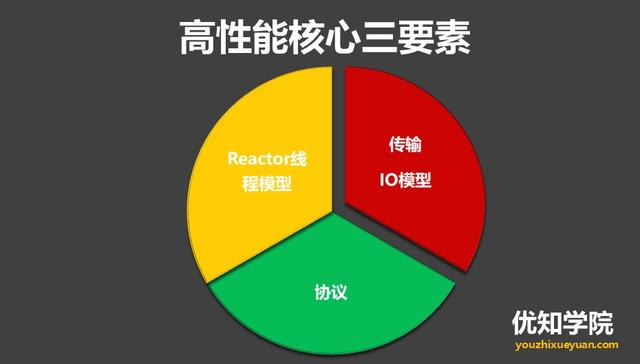 高性能核心三要素
Reactor线
程模型
传输
IO模型
协议
优知学院
youzhixueyuan.com